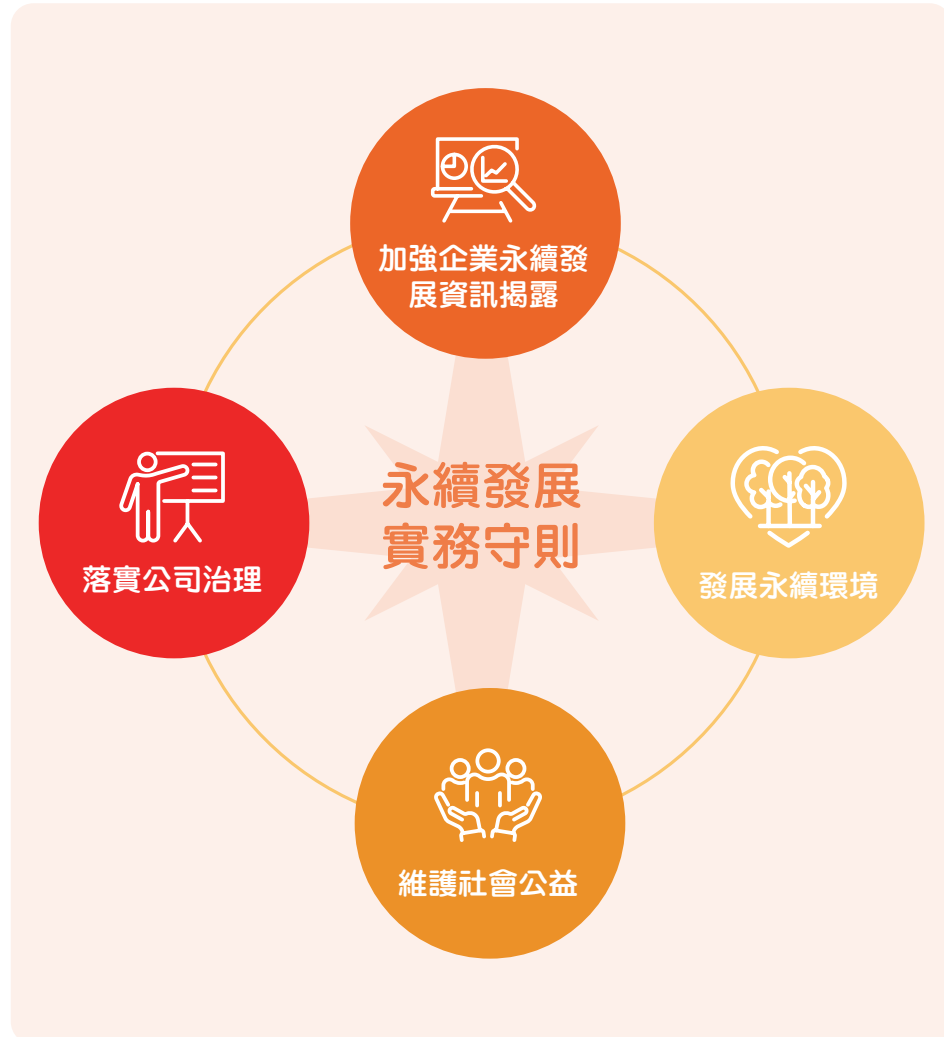 加強企業永續發
展資訊揭露
落實公司治理
永續發展
實務守則
發展永續環境
維護社會公益